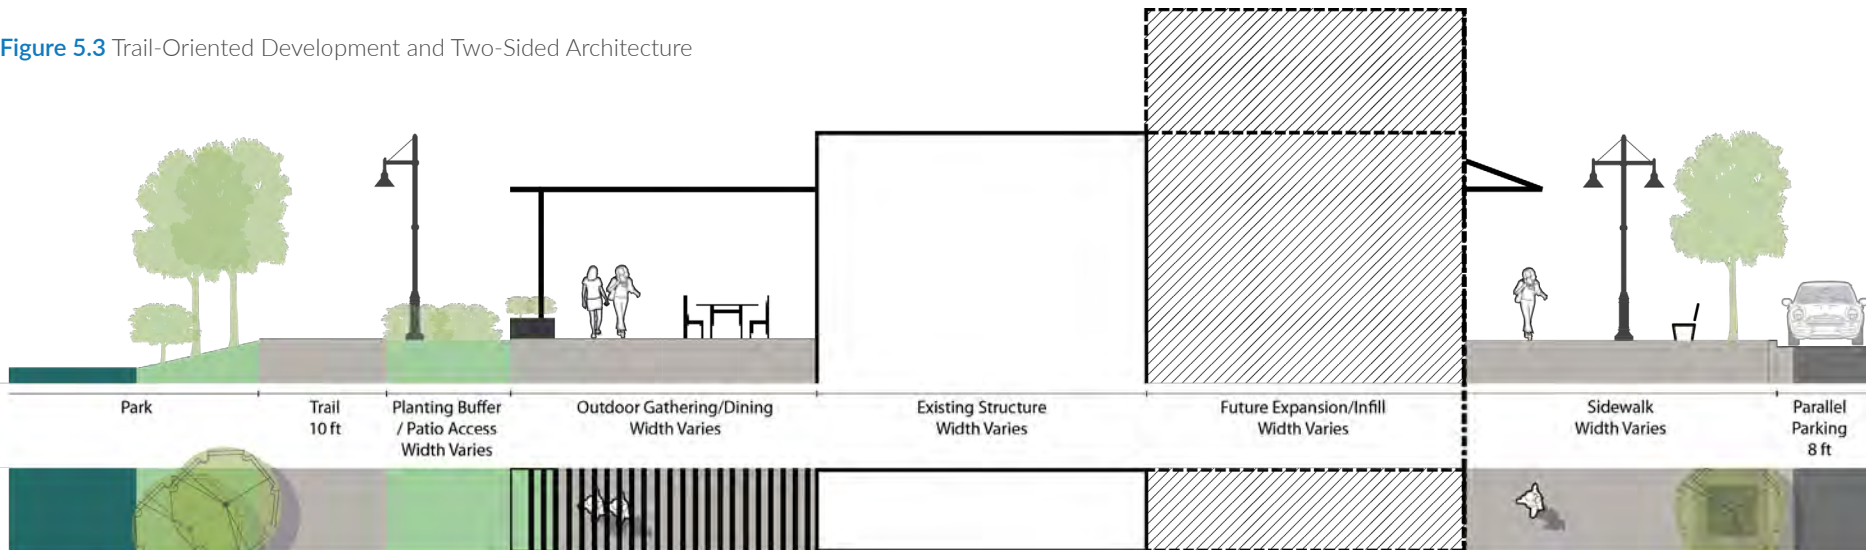 Figure 5.3 Trail-Oriented Development and Two-Sided Architecture
Park
Trail
10 ft
Planting Buffer
/ Patio Access
Width Varies
Outdoor Gathering/Dining
Width Varies
Existing Structure
Width Varies
Future Expansion/Infill
Width Varies
Sidewalk
Width Varies
Parallel
Parking
8 ft